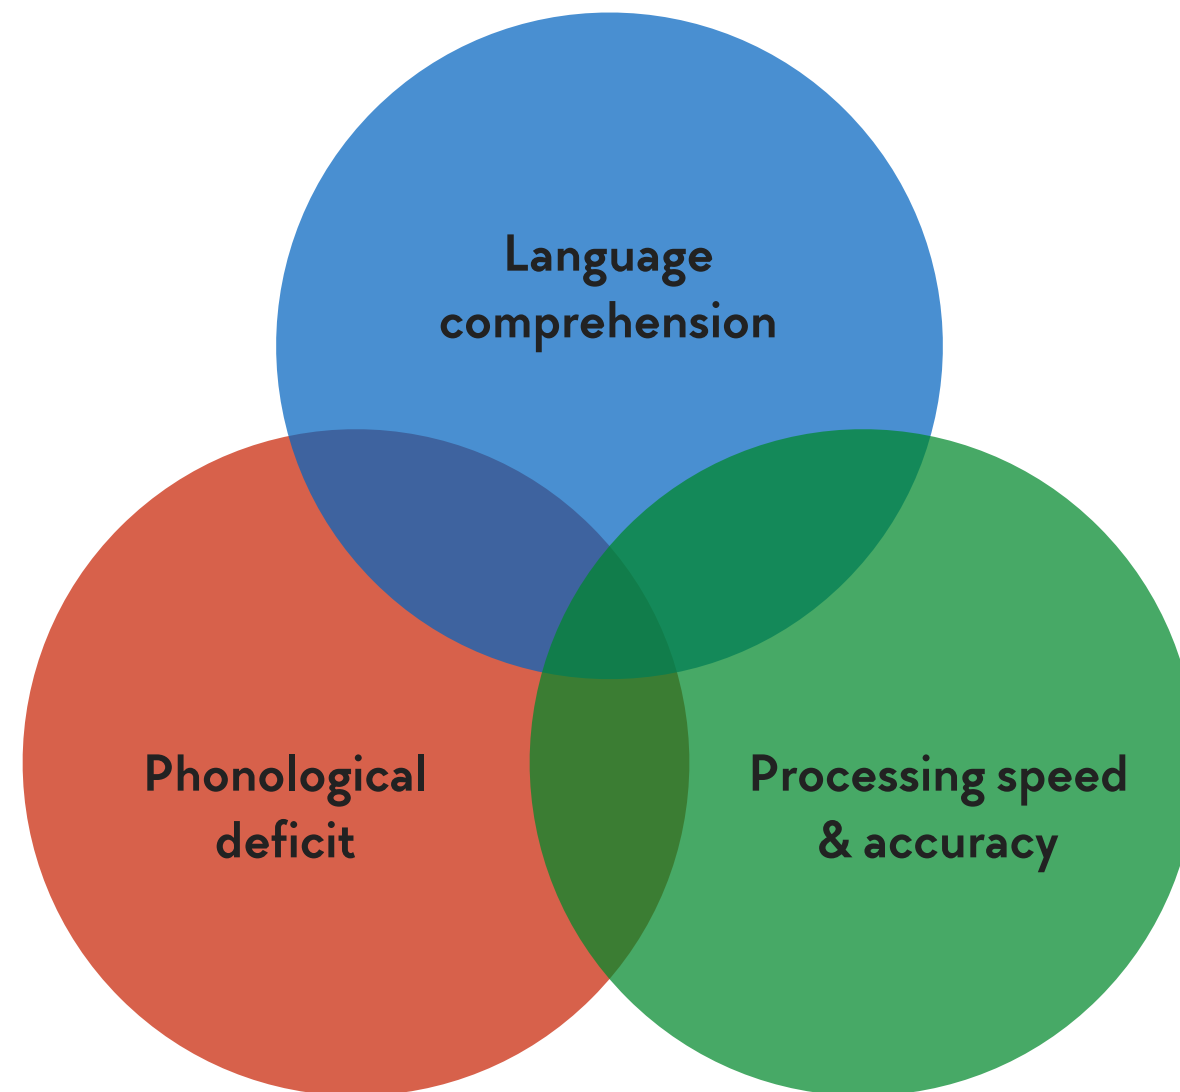 Language
comprehension
Phonological
deficit
Processing speed
& accuracy